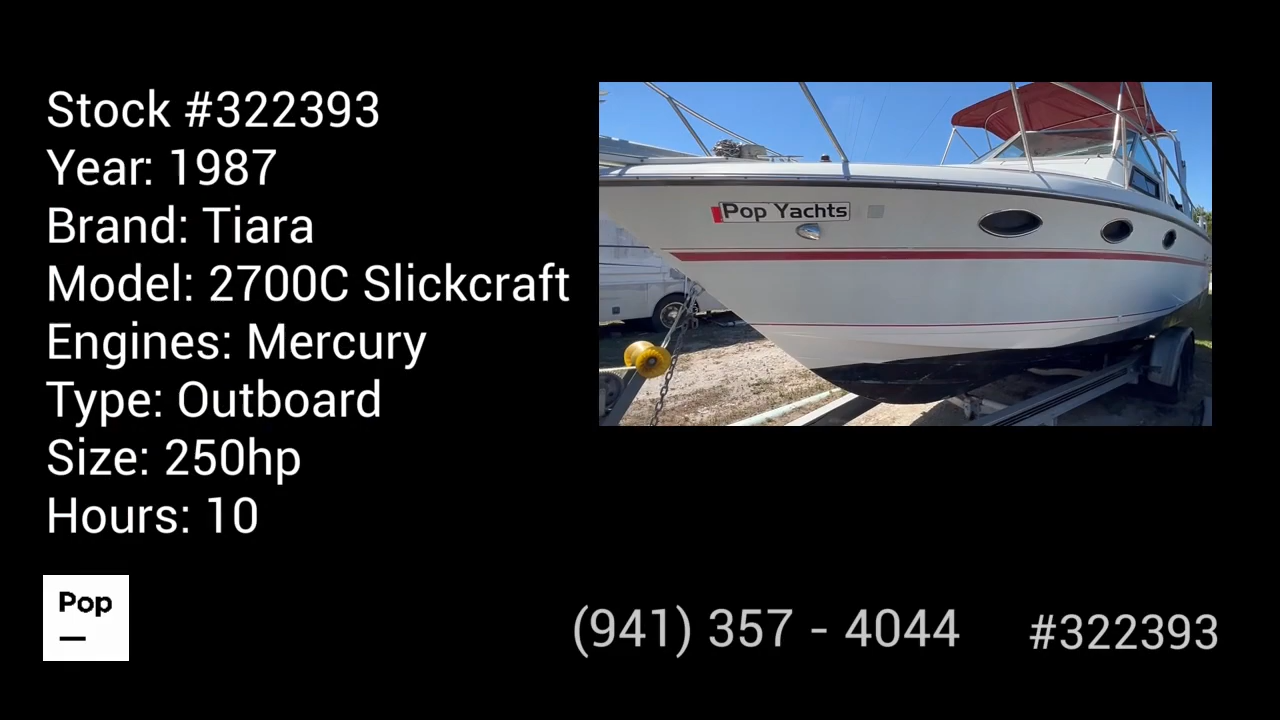 Stock #322393
Year: 1987
Brand: Tiara
Model: 2700C Slickcraft
Engines: Mercury
Type: Outboard
Size: 250hp
Hours: 10
Pop Yachts
Pop
(941) 357 - 4044
#322393